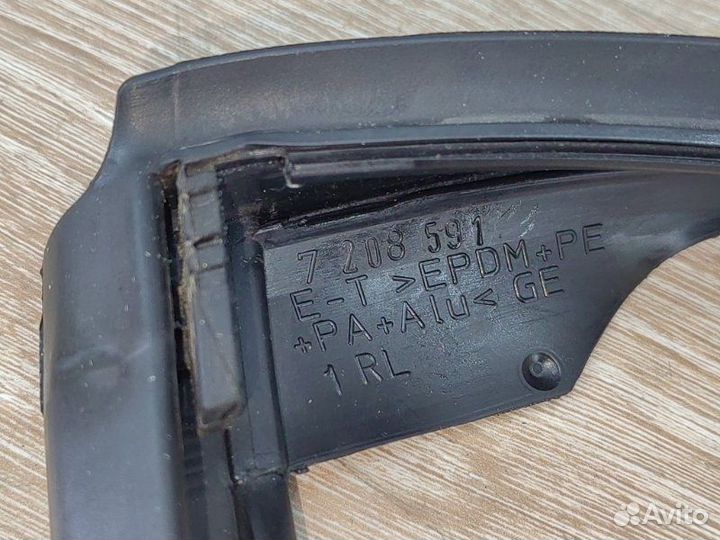 7 208 591
E-T >EPDM+PE
+PA+Alu< GE
1 RL
Avito